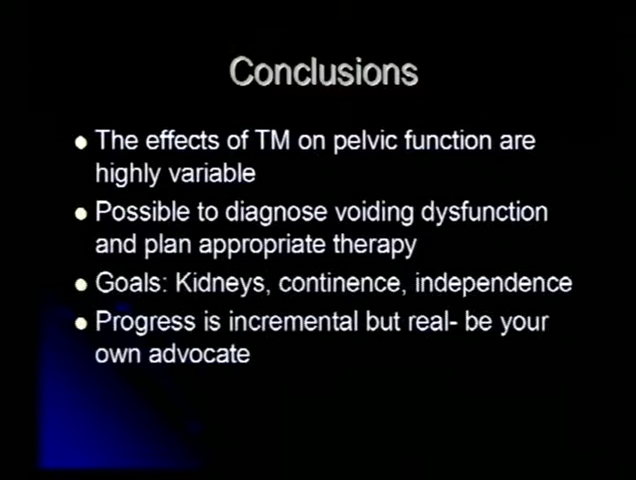 Conclusions
The effects of TM on pelvic function are
highly variable
Possible to diagnose voiding dysfunction
and plan appropriate therapy
Goals: Kidneys, continence, independence
Progress is incremental but real- be your
own advocate